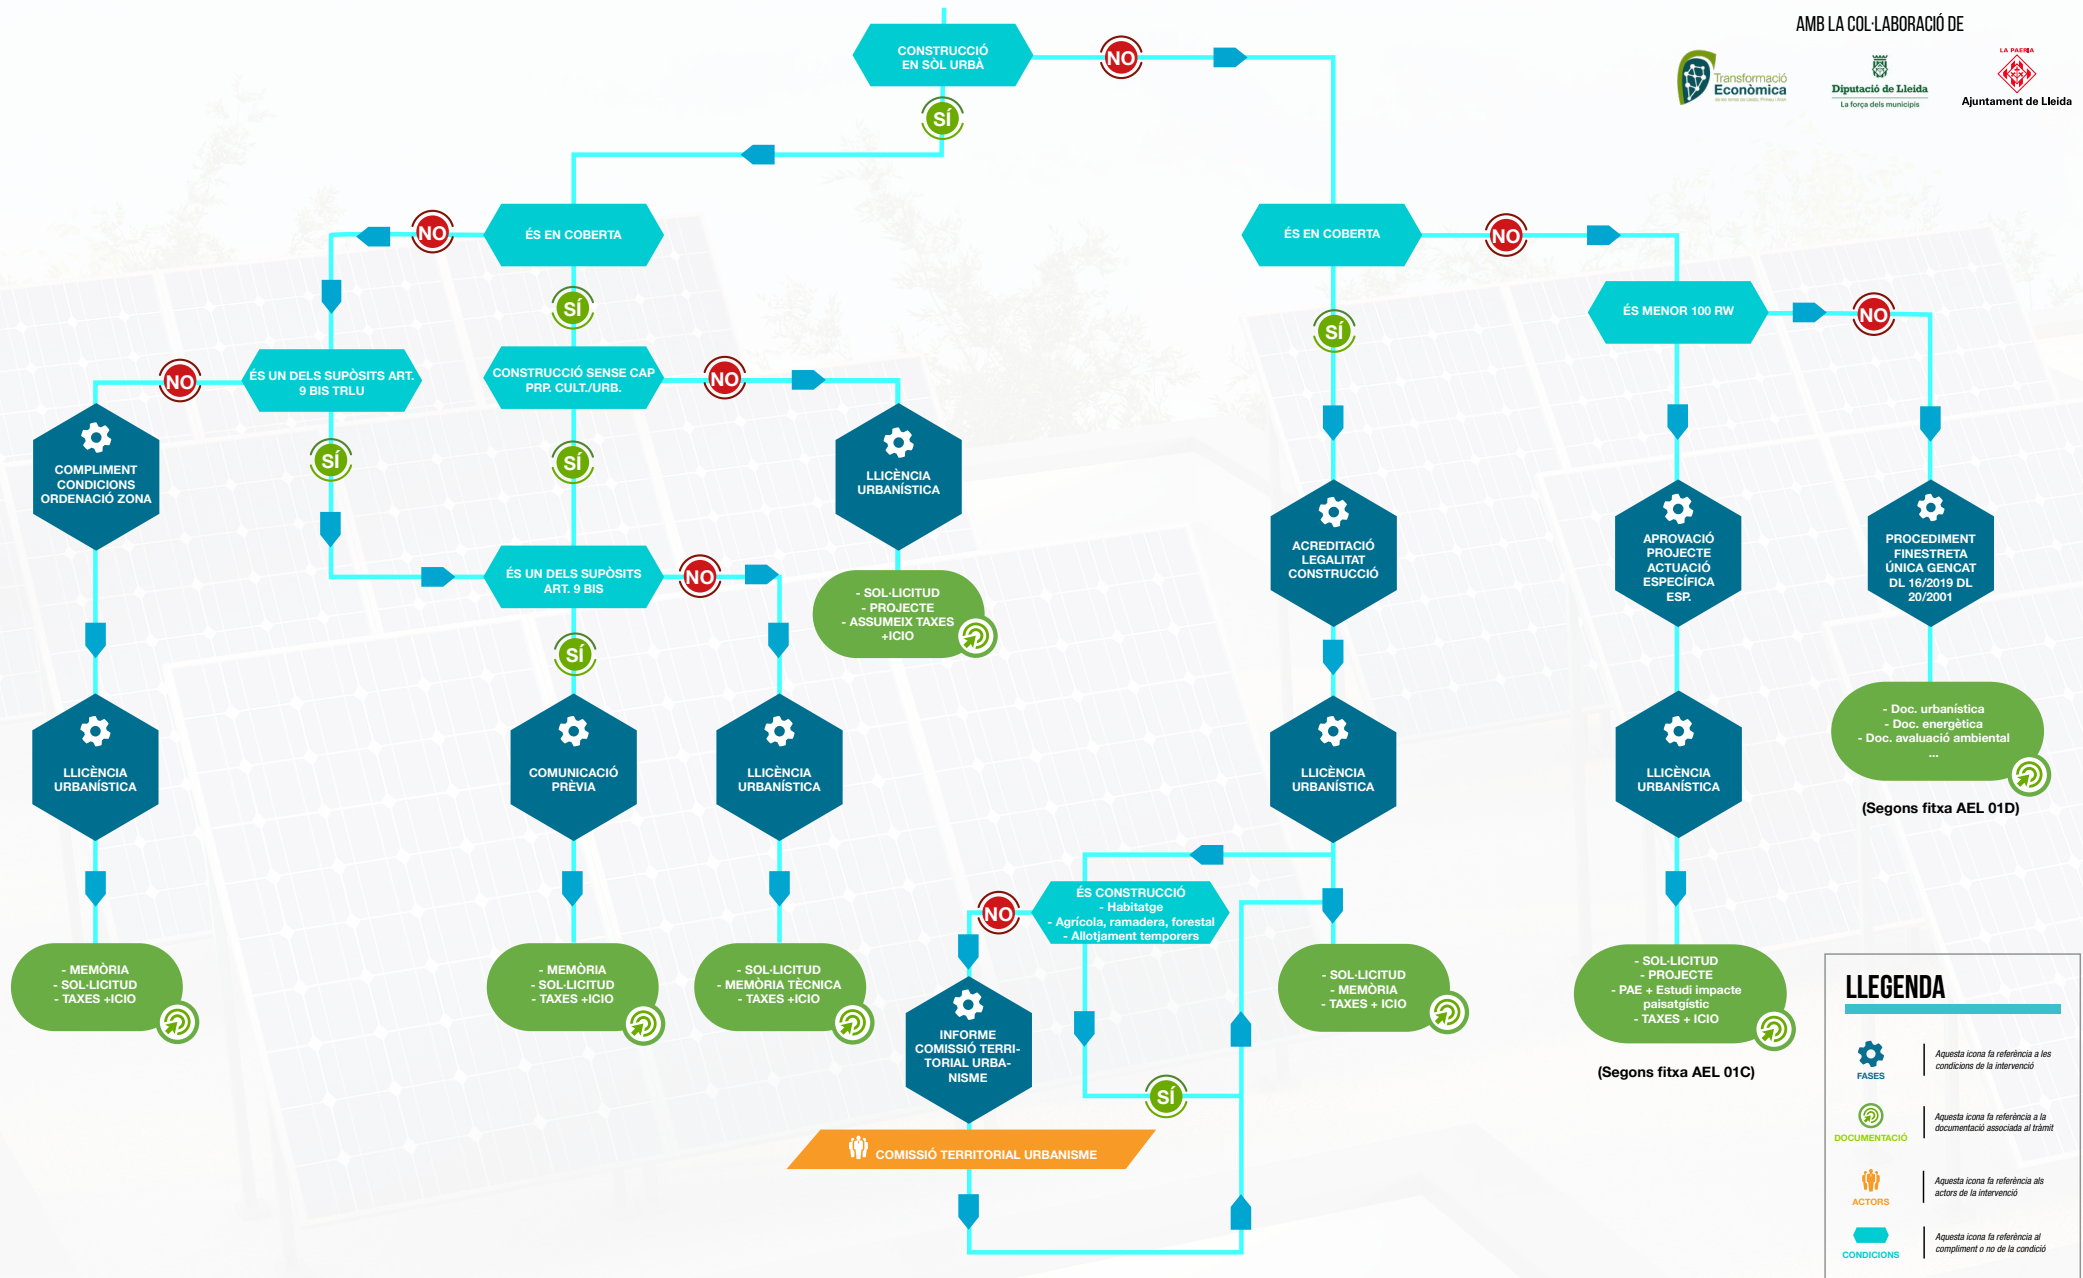 AMB LA COL·LABORACIÓ DE
Transformació
Econòmica
Diputació de Lleida
La força dels municipis
LA PAERIA
Ajuntament de Lleida
CONSTRUCCIÓ
EN SÒL URBÀ
NO
SÍ
NO
ÉS EN COBERTA
ÉS EN COBERTA
NO
SÍ
SÍ
ÉS MENOR 100 RW
NO
NO
ÉS UN DELS SUPÒSITS ART.
9 BIS TRLU
CONSTRUCCIÓ SENSE CAP
PRP. CULT./URB.
NO
SÍ
SÍ
COMPLIMENT
CONDICIONS
ORDENACIÓ ZONA
LLICÈNCIA
URBANÍSTICA
ACREDITACIÓ
LEGALITAT
CONSTRUCCIÓ
APROVACIÓ
PROJECTE
ACTUACIÓ
ESPECÍFICA
ESP.
PROCEDIMENT
FINESTRETA
ÚNICA GENCAT
DL 16/2019 DL
20/2001
ÉS UN DELS SUPÒSITS
ART. 9 BIS
NO
- SOL·LICITUD
- PROJECTE
- ASSUMEIX TAXES
+ICIO
SÍ
LLICÈNCIA
URBANÍSTICA
COMUNICACIÓ
PRÈVIA
LLICÈNCIA
URBANÍSTICA
LLICÈNCIA
URBANÍSTICA
LLICÈNCIA
URBANÍSTICA
- Doc. urbanística
- Doc. energètica
- Doc. avaluació ambiental
...
(Segons fitxa AEL 01D)
NO
ÉS CONSTRUCCIÓ
- Habitatge
- Agrícola, ramadera, forestal
- Allotjament temporers
- MEMÒRIA
- SOL·LICITUD
- TAXES +ICIO
- MEMÒRIA
- SOL·LICITUD
- TAXES +ICIO
- SOL·LICITUD
- MEMÒRIA TÈCNICA
- TAXES +ICIO
- SOL·LICITUD
- MEMÒRIA
- TAXES + ICIO
- SOL·LICITUD
- PROJECTE
- PAE + Estudi impacte
paisatgístic
- TAXES + ICIO
(Segons fitxa AEL 01C)
INFORME
COMISSIÓ TERRI-
TORIAL URBA-
NISME
SÍ
COMISSIÓ TERRITORIAL URBANISME
LLEGENDA
FASES
Aquesta icona fa referència a les
condicions de la intervenció
DOCUMENTACIÓ
Aquesta icona fa referència a la
documentació associada al tràmit
ACTORS
Aquesta icona fa referència als
actors de la intervenció
CONDICIONS
Aquesta icona fa referència al
compliment o no de la condició